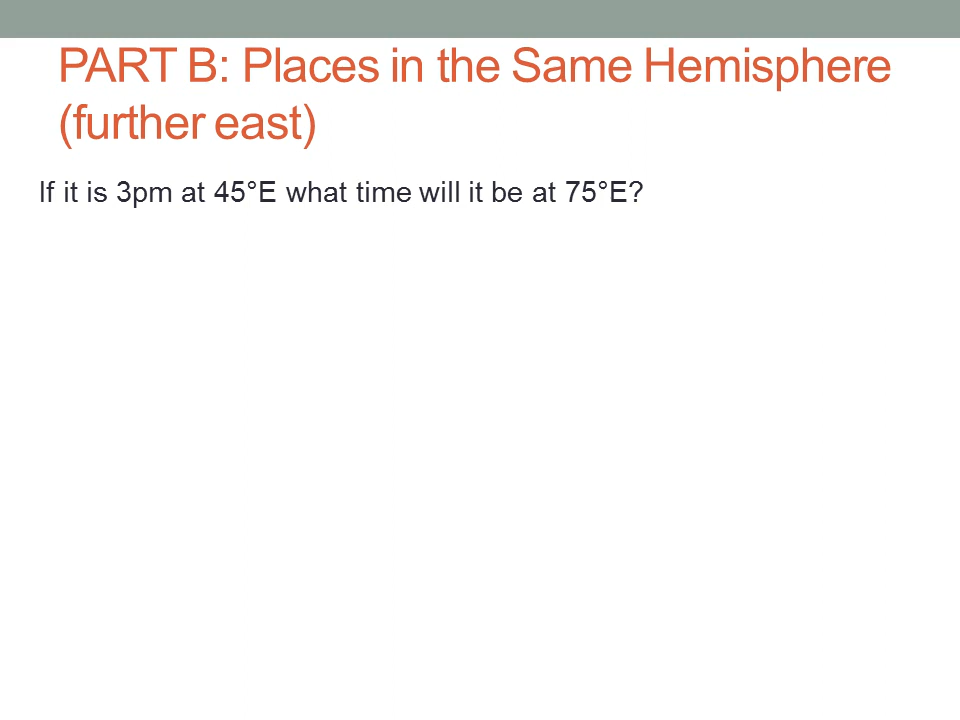 PART B: Places in the Same Hemisphere
(further east)
If it is 3pm at 45°E what time will it be at 75°E?